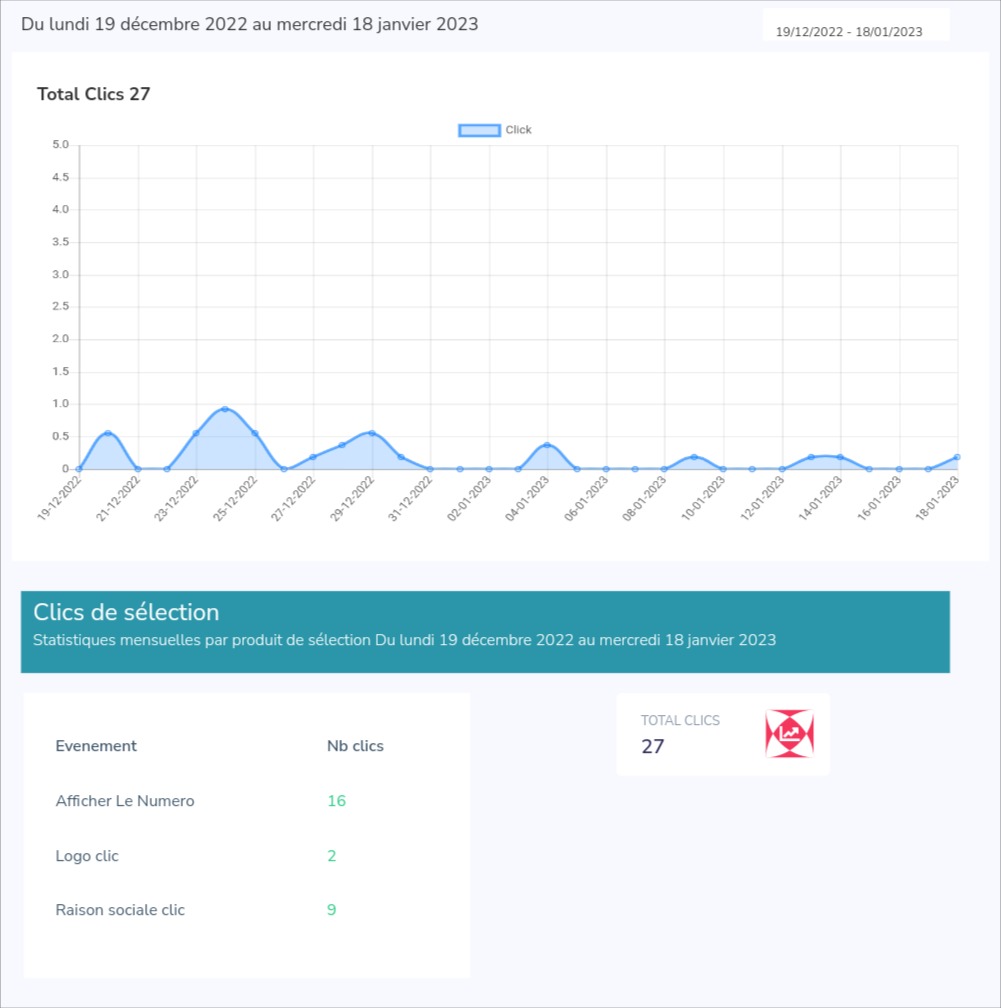 Du lundi 19 décembre 2022 au mercredi 18 janvier 2023
19/12/2022 - 18/01/2023
Total Clics 27
Click
5.0
4.5
4.0
3.5
3.0
2.5
2.0
1.5
1.0
0.5
0
19-12-2022
21-12-2022
23-12-2022
25-12-2022
27-12-2022
29-12-2022
31-12-2022
02-01-2023
04-01-2023
06-01-2023
08-01-2023
10-01-2023
12-01-2023
14-01-2023
16-01-2023
18-01-2023
Clics de sélection
Statistiques mensuelles par produit de sélection Du lundi 19 décembre 2022 au mercredi 18 janvier 2023
Evenement Nb clics
Afficher Le Numero 16
Logo clic 2
Raison sociale clic 9
TOTAL CLICS
27